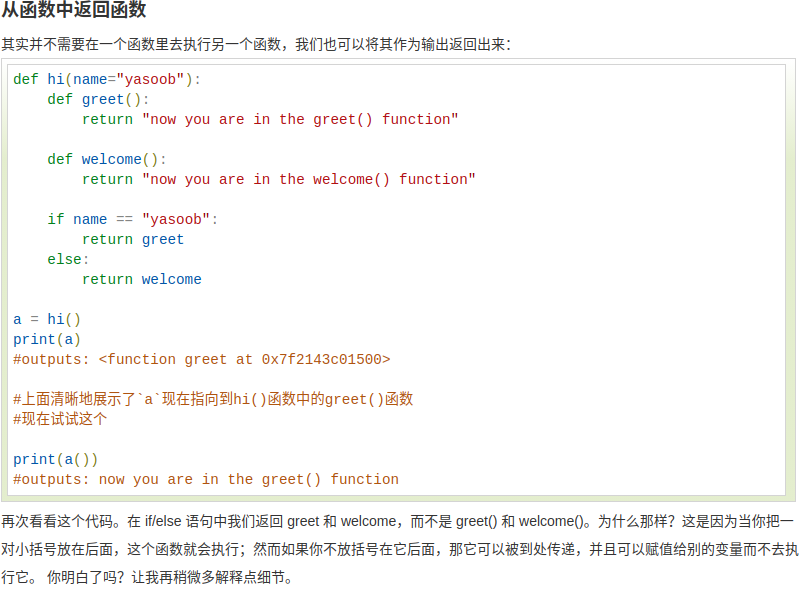 从函数中返回函数
其实并不需要在一个函数里去执行另一个函数，我们也可以将其作为输出返回出来：
def hi(name="yasoob"):
    def greet():
        return "now you are in the greet() function"

    def welcome():
        return "now you are in the welcome() function"

    if name == "yasoob":
        return greet
    else:
        return welcome

a = hi()
print(a)
#outputs: <function greet at 0x7f2143c01500>

#上面清晰地展示了`a`现在指向到hi()函数中的greet()函数
#现在试试这个

print(a())
#outputs: now you are in the greet() function
再次看看这个代码。在 if/else 语句中我们返回 greet 和 welcome，而不是 greet() 和 welcome()。为什么那样？这是因为当你把一
对小括号放在后面，这个函数就会执行；然而如果你不放括号在它后面，那它可以被到处传递，并且可以赋值给别的变量而不去执
行它。 你明白了吗？让我再稍微多解释点细节。